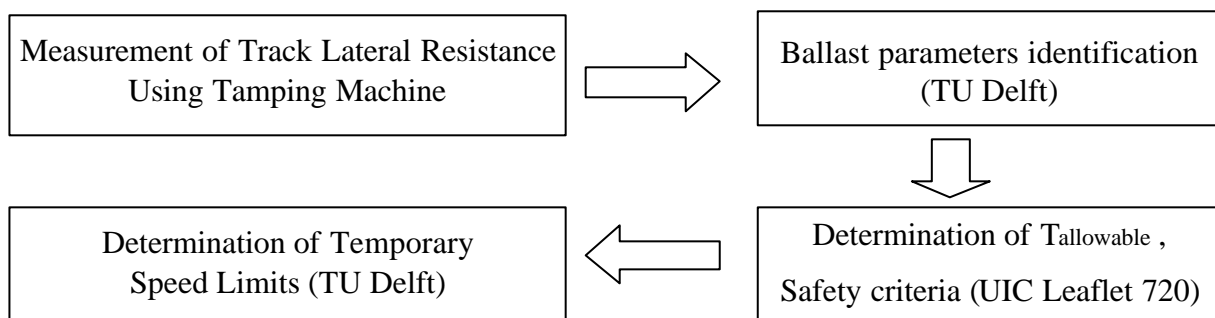 Measurement of Track Lateral Resistance
Using Tamping Machine
Ballast parameters identification
(TU Delft)
Determination of Tallowable ,
Safety criteria (UIC Leaflet 720)
Determination of Temporary
Speed Limits (TU Delft)